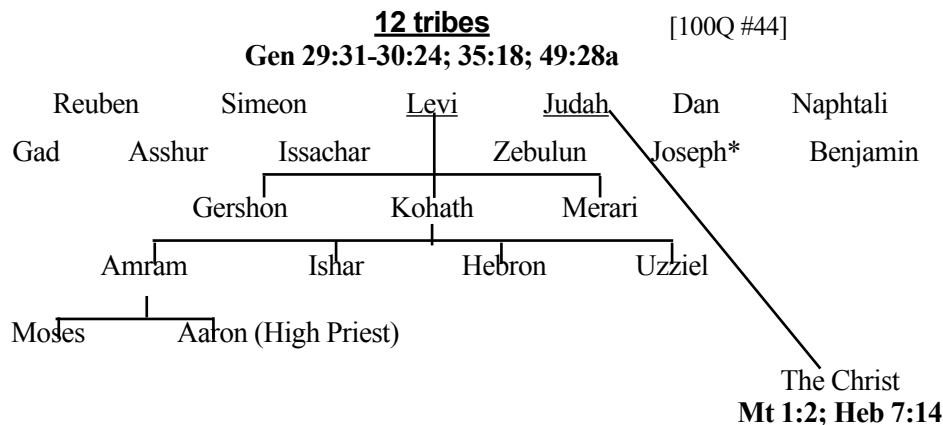 12 tribes [100Q #44]
Gen 29:31-30:24; 35:18; 49:28a
Reuben Simeon Levi Judah Dan Naphtali
Gad Asshur Issachar Zebulun Joseph* Benjamin
Gershon Kohath Merari
Amram Ishar Hebron Uzziel
Moses Aaron (High Priest)
The Christ
Mt 1:2; Heb 7:14